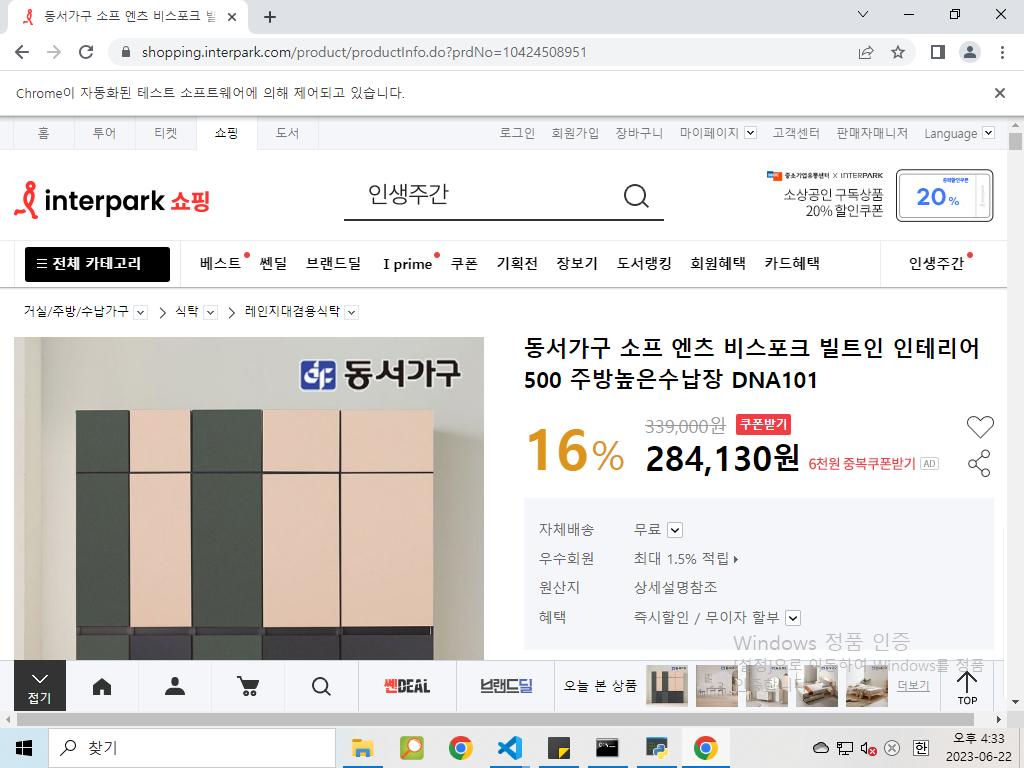 동서가구 소프 엔츠 비스포크 빌
shopping.interpark.com/product/productInfo.do?prdNo=10424508951
Chrome이 자동화된 테스트 소프트웨어에 의해 제어되고 있습니다.
홈 투어 티켓 쇼핑 도서 로그인 회원가입 장바구니 마이페이지 고객센터 판매자매니저 Language
interpark 쇼핑
인생주간
중소기업유통센터 X INTERPARK
소상공인 구독상품
20% 할인쿠폰
20%
전체 카테고리 베스트 쎈딜 브랜드딜 I prime 쿠폰 기획전 장보기 도서랭킹 회원혜택 카드혜택 인생주간
거실/주방/수납가구 식탁 레인지대겸용식탁
동서가구
동서가구 소프 엔츠 비스포크 빌트인 인테리어
500 주방높은수납장 DNA101
16%
339,000원 쿠폰받기
284,130원 6천원 중복쿠폰받기 AD
자체배송 무료
우수회원 최대 1.5% 적립
원산지 상세설명참조
혜택 즉시할인 / 무이자 할부
Windows 정품 인증
[설정]으로 이동하여 Windows를 정품
접기
쎈DEAL
브랜드딜
오늘 본 상품
더보기
TOP
찾기
한
오후 4:33
2023-06-22